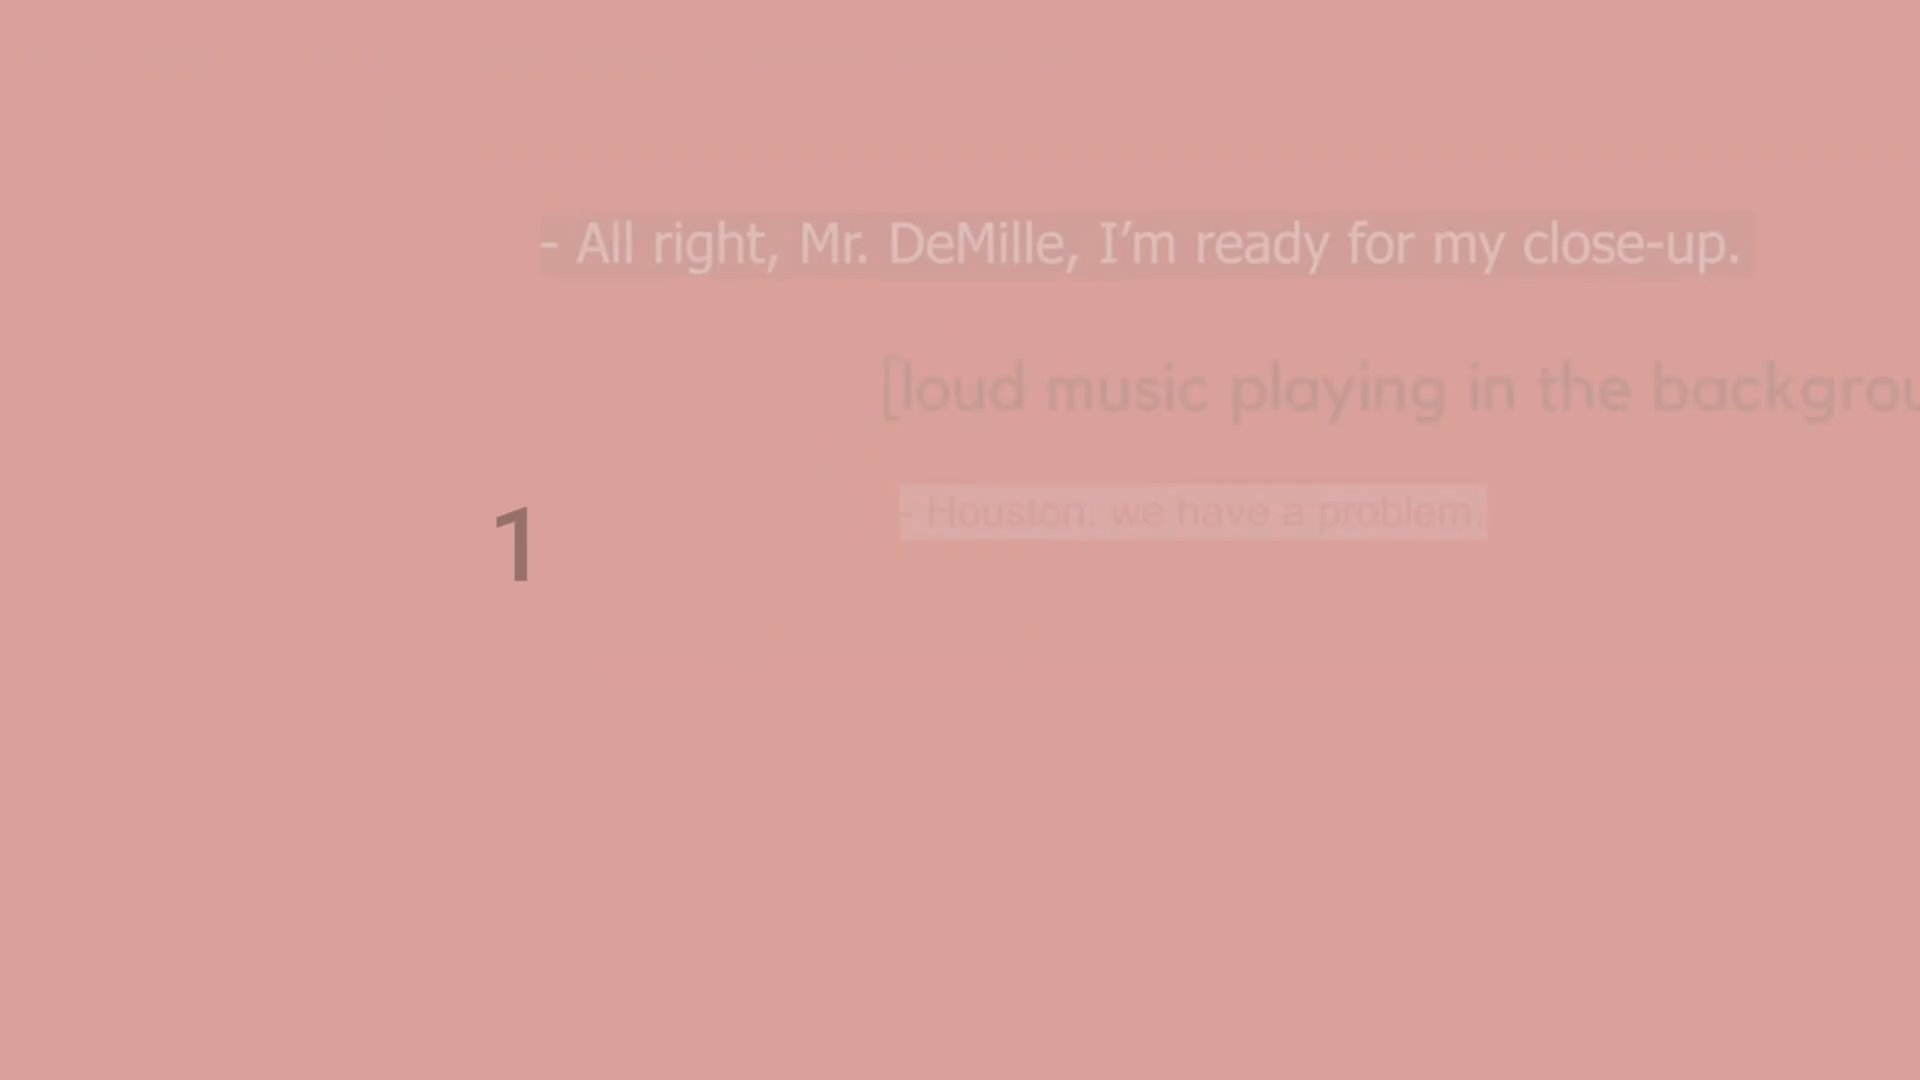 - All right, Mr. DeMille, I’m ready for my close-up.
[loud music playing in the backgrou
- Houston, we have a problem.
1